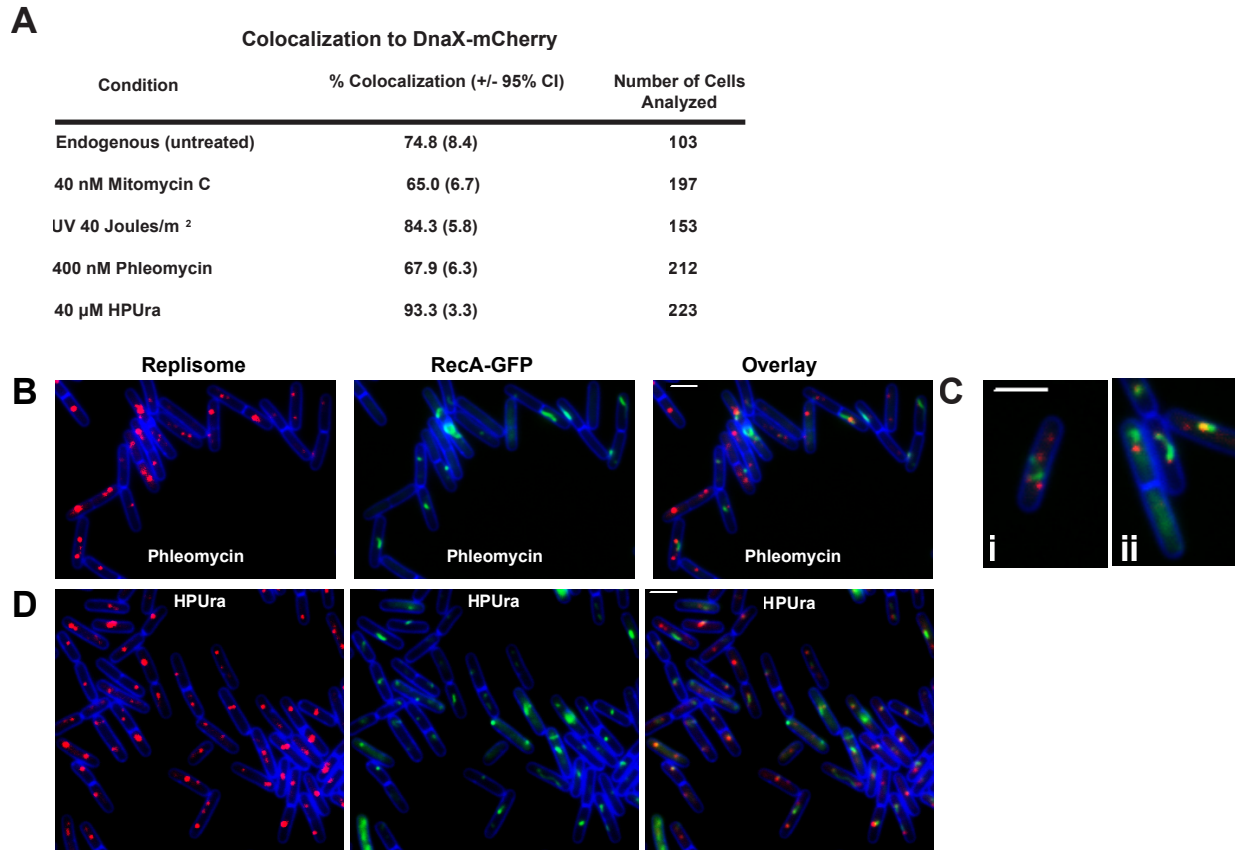 A
Colocalization to DnaX-mCherry
Condition % Colocalization (+/- 95% CI) Number of Cells
Analyzed
Endogenous (untreated) 74.8 (8.4) 103
40 nM Mitomycin C 65.0 (6.7) 197
UV 40 Joules/m ² 84.3 (5.8) 153
400 nM Phleomycin 67.9 (6.3) 212
40 µM HPUra 93.3 (3.3) 223
Replisome RecA-GFP Overlay
B C
Phleomycin Phleomycin Phleomycin
i ii
D
HPUra HPUra HPUra